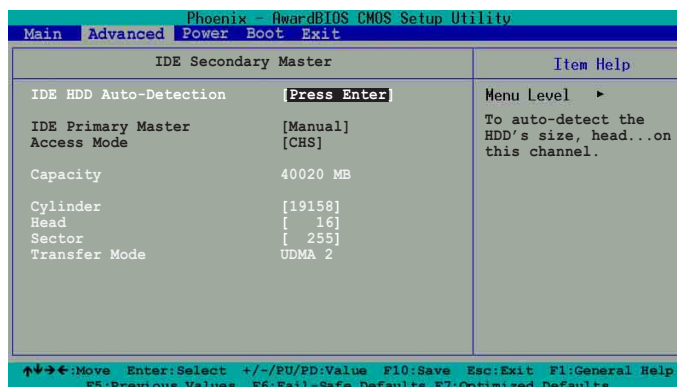 Phoenix - AwardBIOS CMOS Setup Utility
Main Advanced Power Boot Exit
IDE Secondary Master
Item Help
IDE HDD Auto-Detection [Press Enter]
IDE Primary Master [Manual]
Access Mode [CHS]
Capacity 40020 MB
Cylinder [19158]
Head [ 16]
Sector [ 255]
Transfer Mode UDMA 2
Menu Level ►
To auto-detect the
HDD's size, head...on
this channel.
↑↓→←:Move Enter:Select +/-/PU/PD:Value F10:Save Esc:Exit F1:General Help
F5:Previous Values F6:Fail-Safe Defaults F7:Optimized Defaults